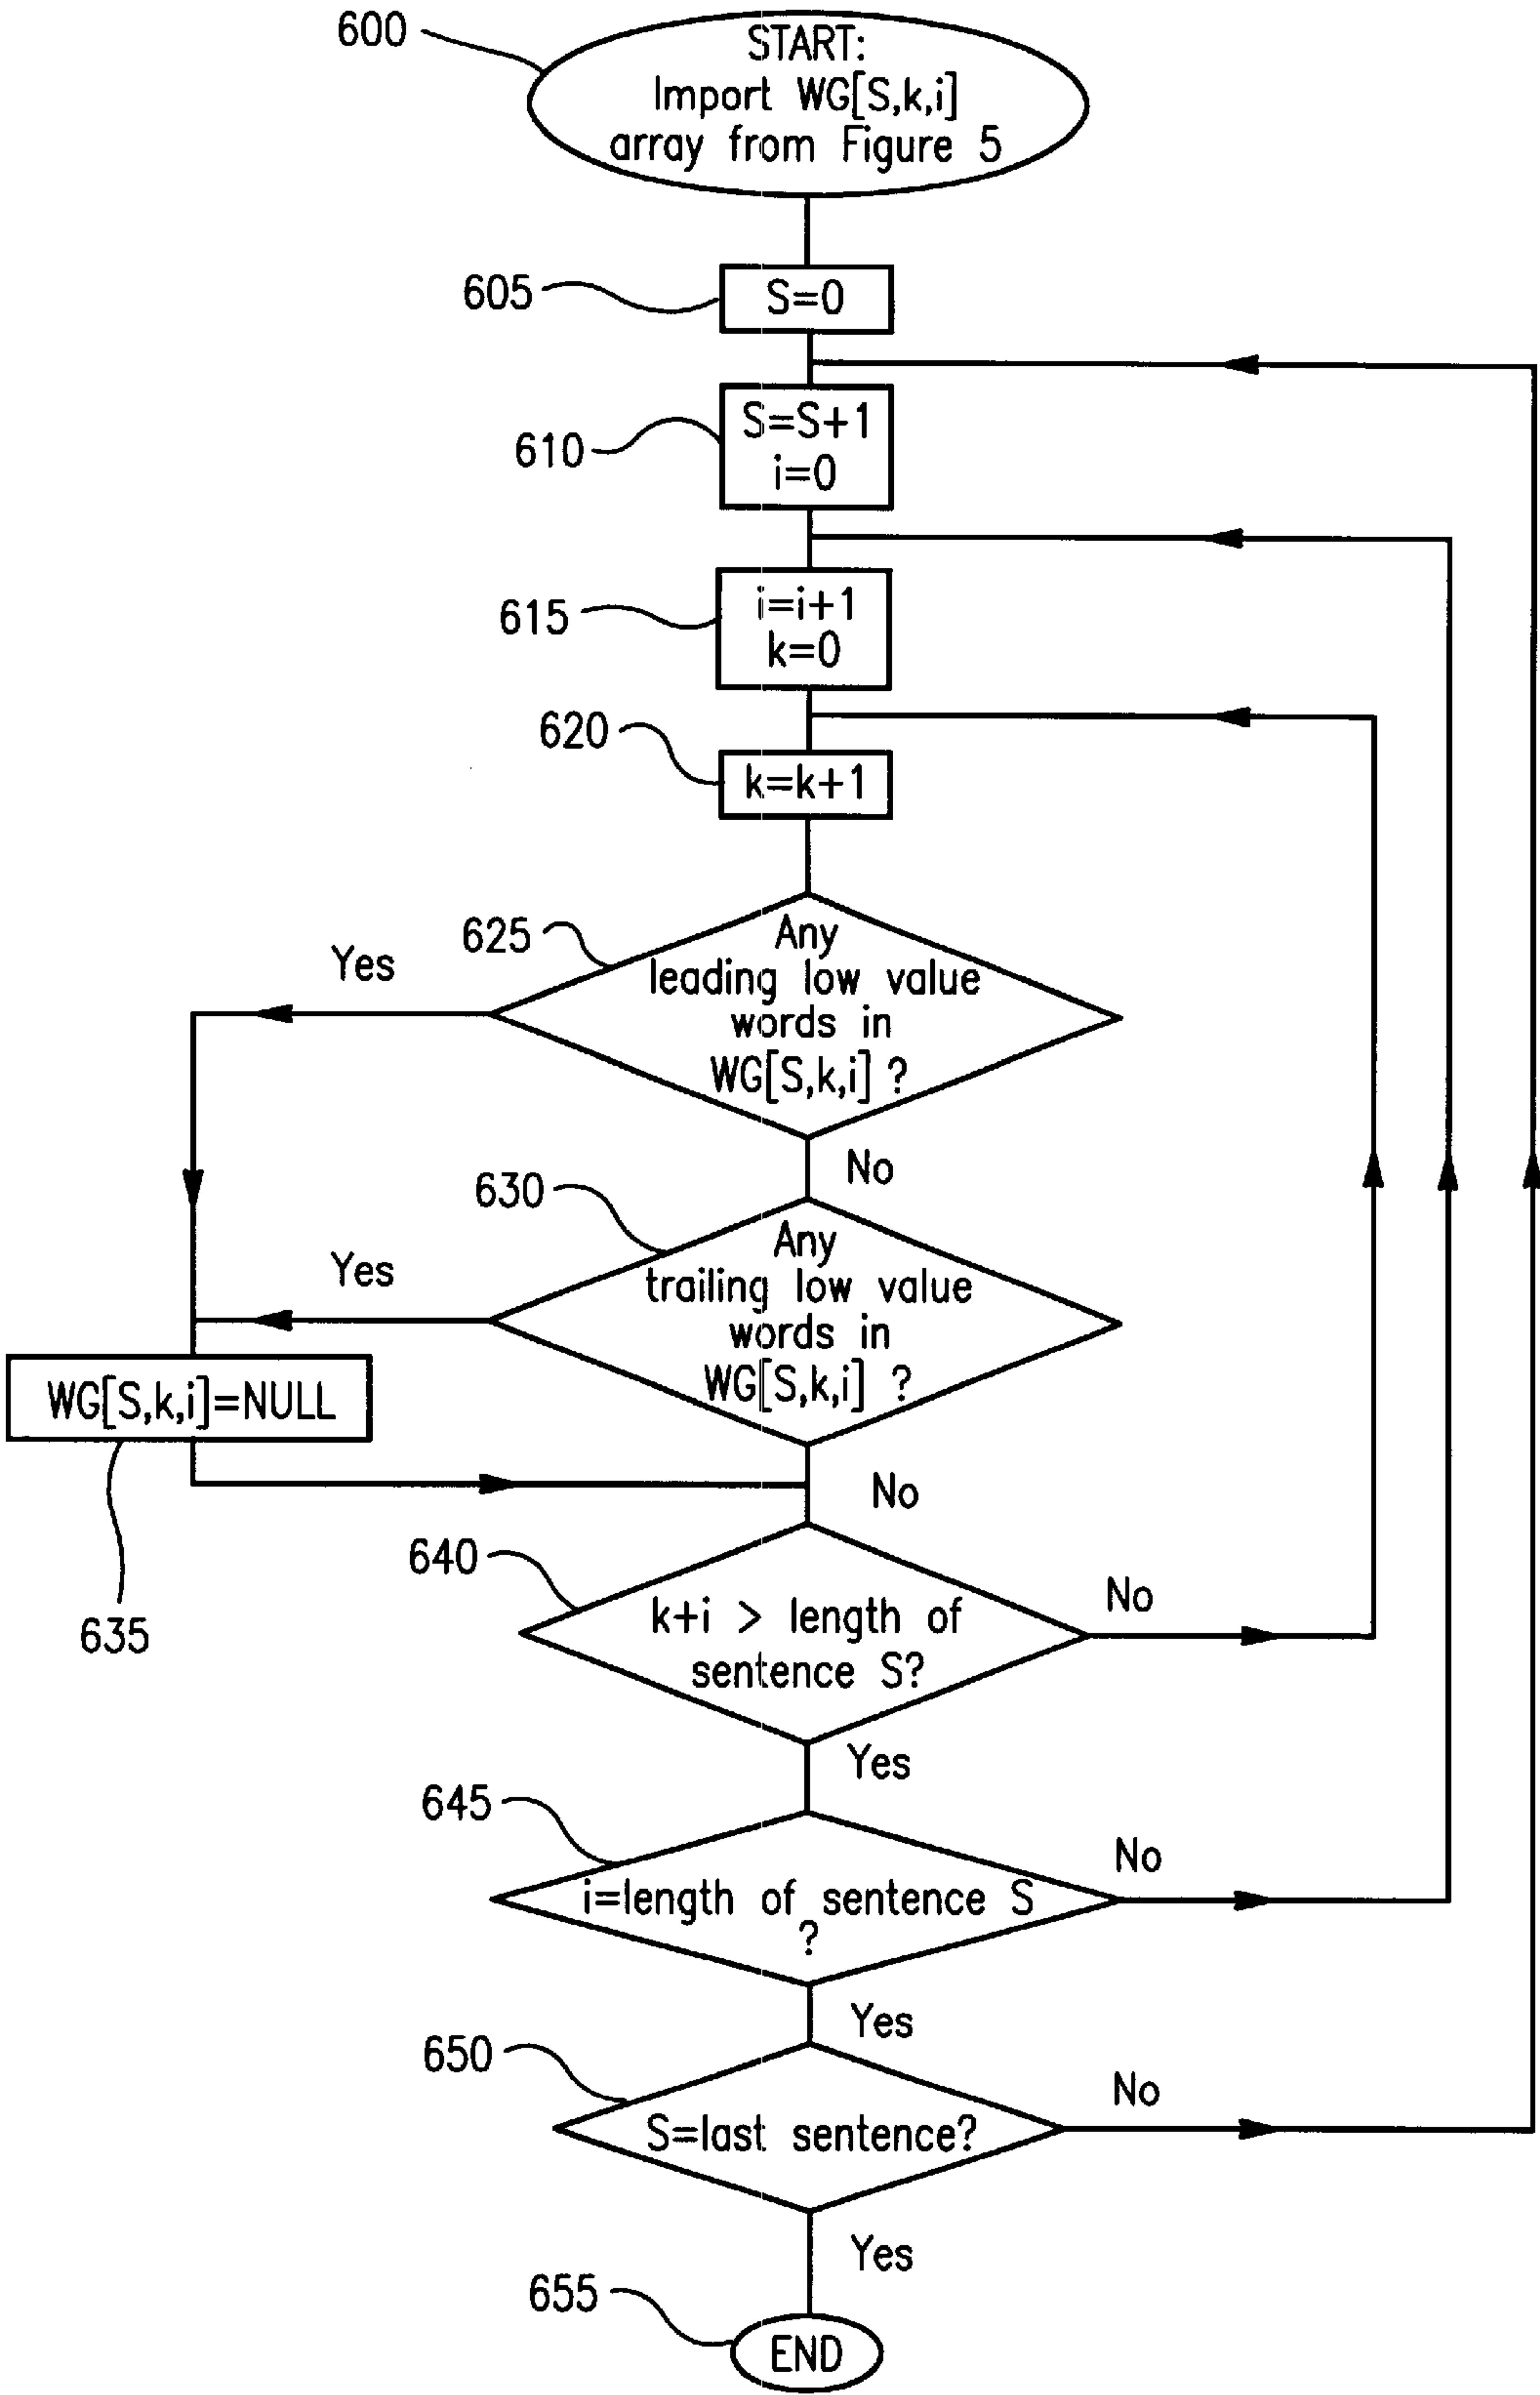 600
START:
Import WG[S,k,i]
array from Figure 5
605
S=0
610
S=S+1
i=0
615
i=i+1
k=0
620
k=k+1
625
Yes
Any
leading low value
words in
WG[S,k,i] ?
No
630
Yes
Any
trailing low value
words in
WG[S,k,i] ?
WG[S,k,i]=NULL
635
No
640
k+i > length of
sentence S?
No
Yes
645
i=length of sentence S
?
No
Yes
650
S=last sentence?
No
Yes
655
END